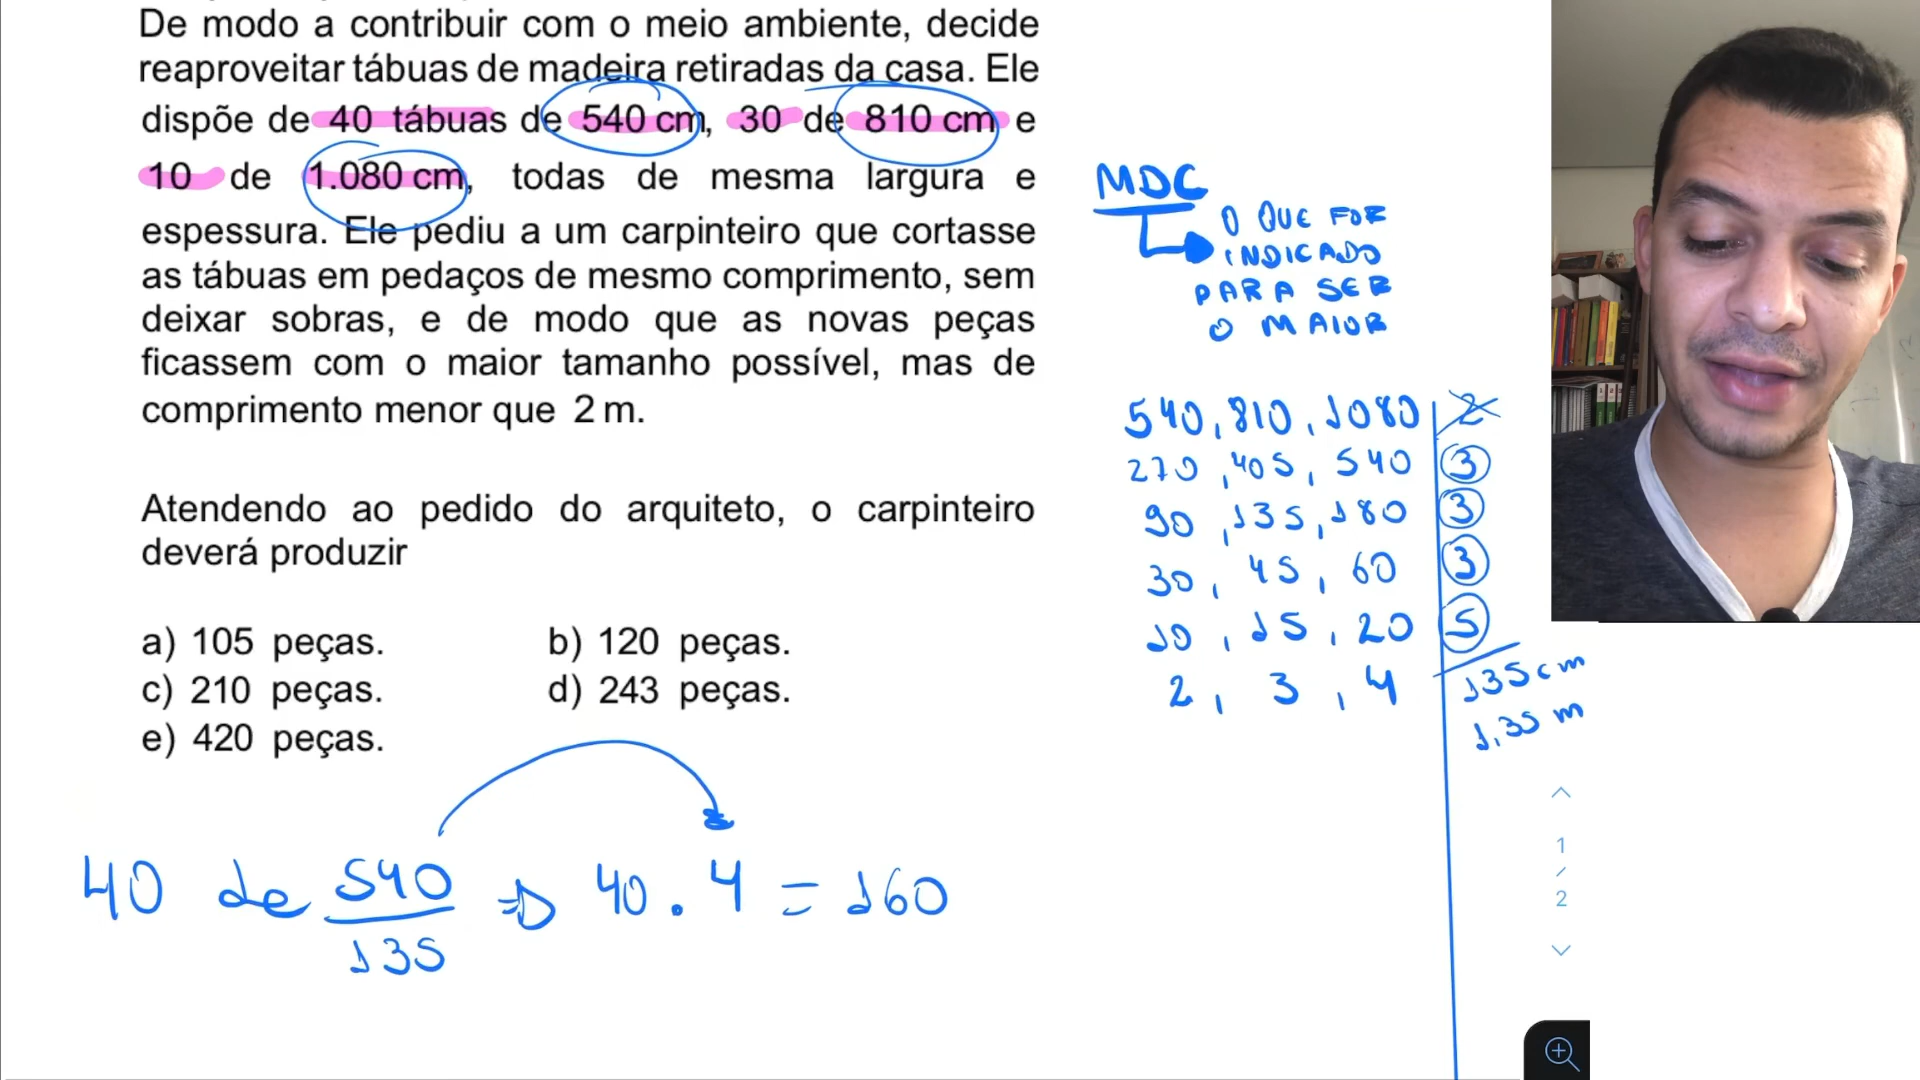 De modo a contribuir com o meio ambiente, decide
reaproveitar tábuas de madeira retiradas da casa. Ele
dispõe de 40 tábuas de 540 cm, 30 de 810 cm e
10 de 1.080 cm, todas de mesma largura e
espessura. Ele pediu a um carpinteiro que cortasse
as tábuas em pedaços de mesmo comprimento, sem
deixar sobras, e de modo que as novas peças
ficassem com o maior tamanho possível, mas de
comprimento menor que 2 m.
Atendendo ao pedido do arquiteto, o carpinteiro
deverá produzir
a) 105 peças. b) 120 peças.
c) 210 peças. d) 243 peças.
e) 420 peças.
40 de 540/135 => 40 . 4 = 160
MDC
O QUE FOR
INDICADO
PARA SER
O MAIOR
540, 810, 1080 | 2
270, 405, 540 | 3
90, 135, 180 | 3
30, 45, 60 | 3
10, 15, 20 | 5
2, 3, 4 | 135 cm
1,35 m
1
/
2